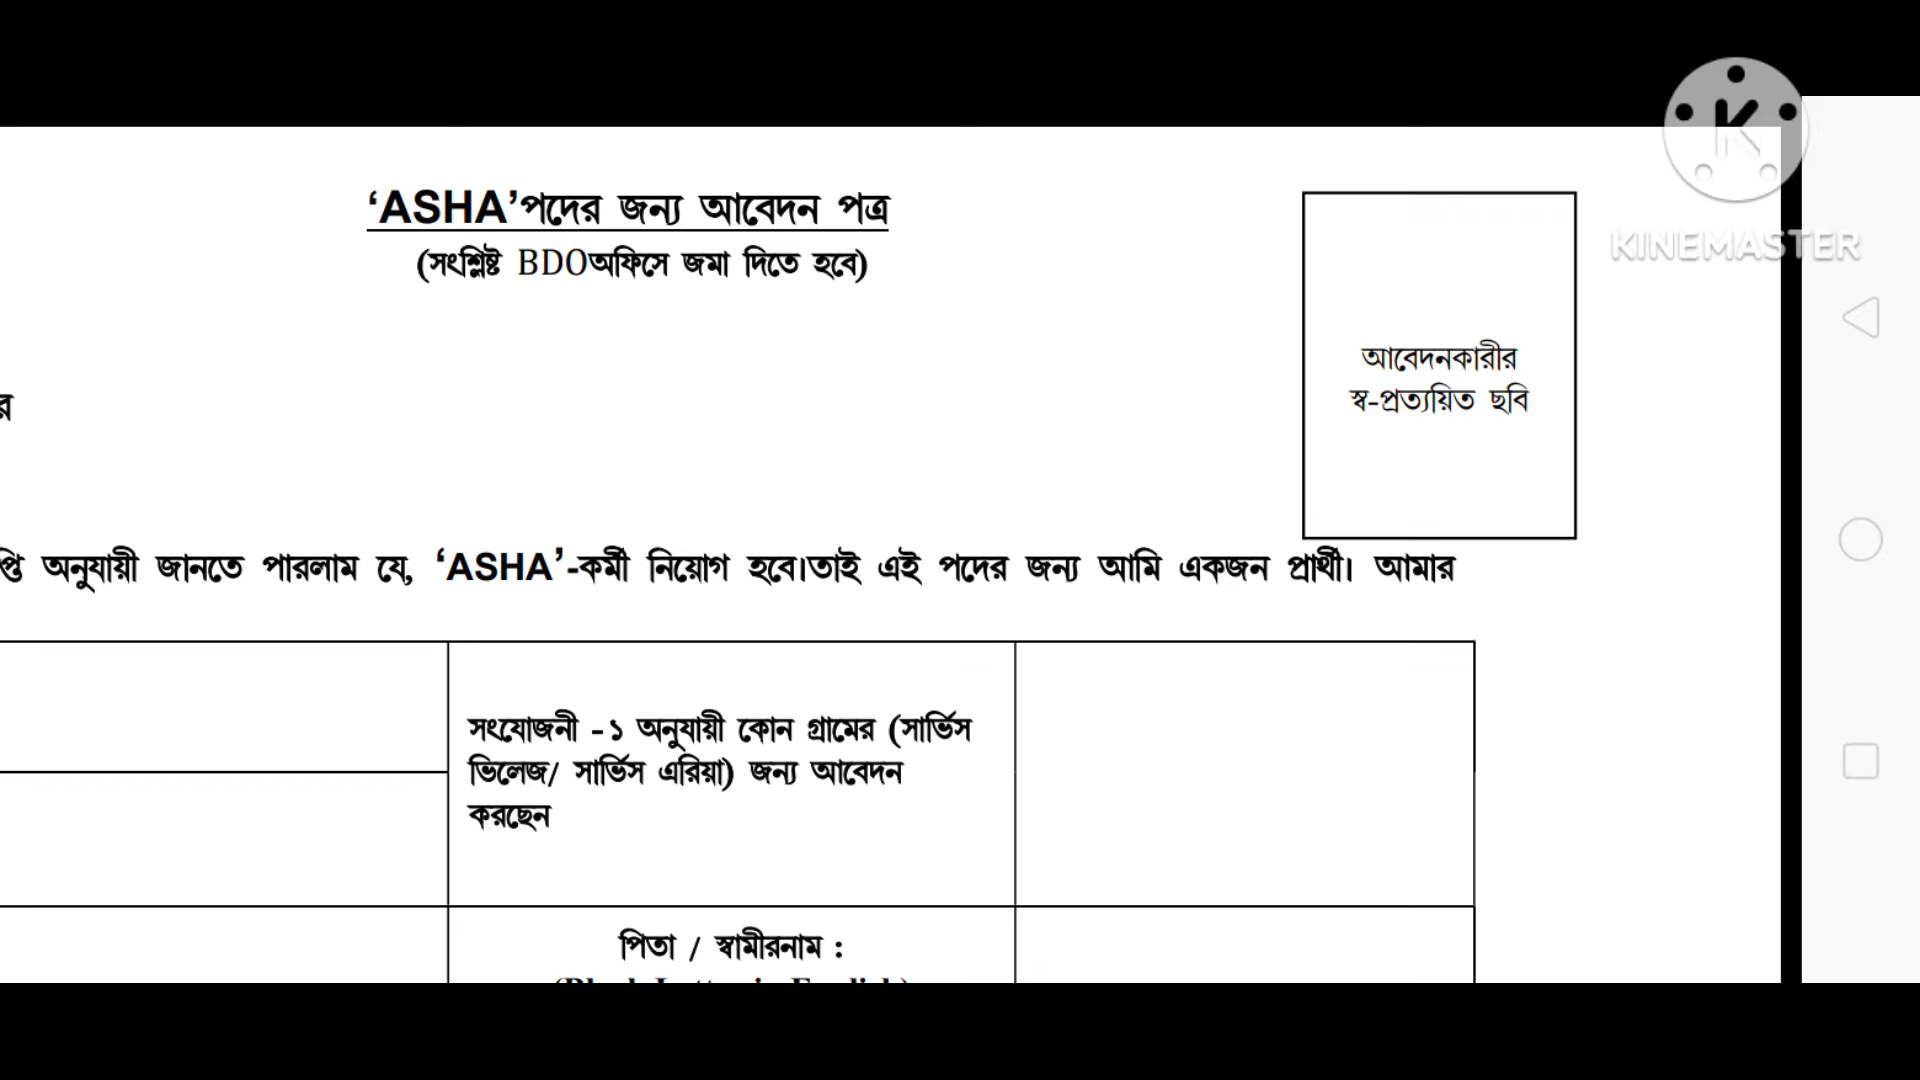 ‘ASHA’পদের জন্য আবেদন পত্র
(সংশ্লিষ্ট BDOঅফিসে জমা দিতে হবে)
KINEMASTER
আবেদনকারীর
স্ব-প্রত্যয়িত ছবি
র
প্তি অনুযায়ী জানতে পারলাম যে, ‘ASHA’-কর্মী নিয়োগ হবে।তাই এই পদের জন্য আমি একজন প্রার্থী। আমার
সংযোজনী -১ অনুযায়ী কোন গ্রামের (সার্ভিস
ভিলেজ/ সার্ভিস এরিয়া) জন্য আবেদন
করছেন
পিতা / স্বামীরনাম :